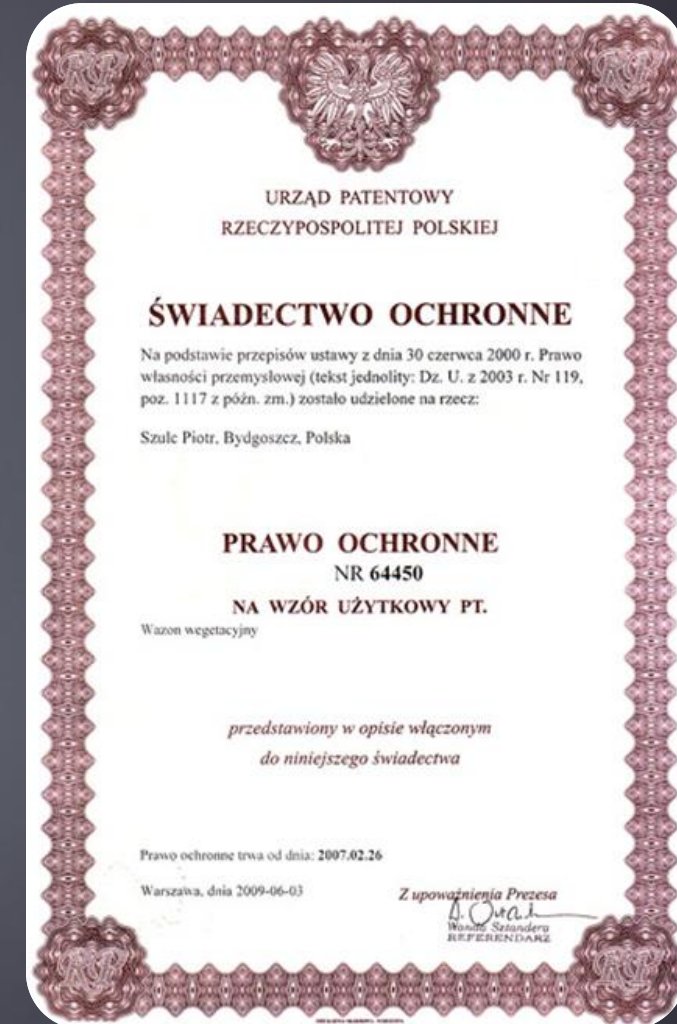 URZĄD PATENTOWY
RZECZYPOSPOLITEJ POLSKIEJ
ŚWIADECTWO OCHRONNE
Na podstawie przepisów ustawy z dnia 30 czerwca 2000 r. Prawo
własności przemysłowej (tekst jednolity: Dz. U. z 2003 r. Nr 119,
poz. 1117 z późn. zm.) zostało udzielone na rzecz:
Szulc Piotr, Bydgoszcz, Polska
PRAWO OCHRONNE
NR 64450
NA WZÓR UŻYTKOWY PT.
Wazon wegetacyjny
przedstawiony w opisie włączonym
do niniejszego świadectwa
Prawo ochronne trwa od dnia: 2007.02.26
Warszawa, dnia 2009-06-03
Z upoważnienia Prezesa
Wanda Sztandera
REFERENDARZ